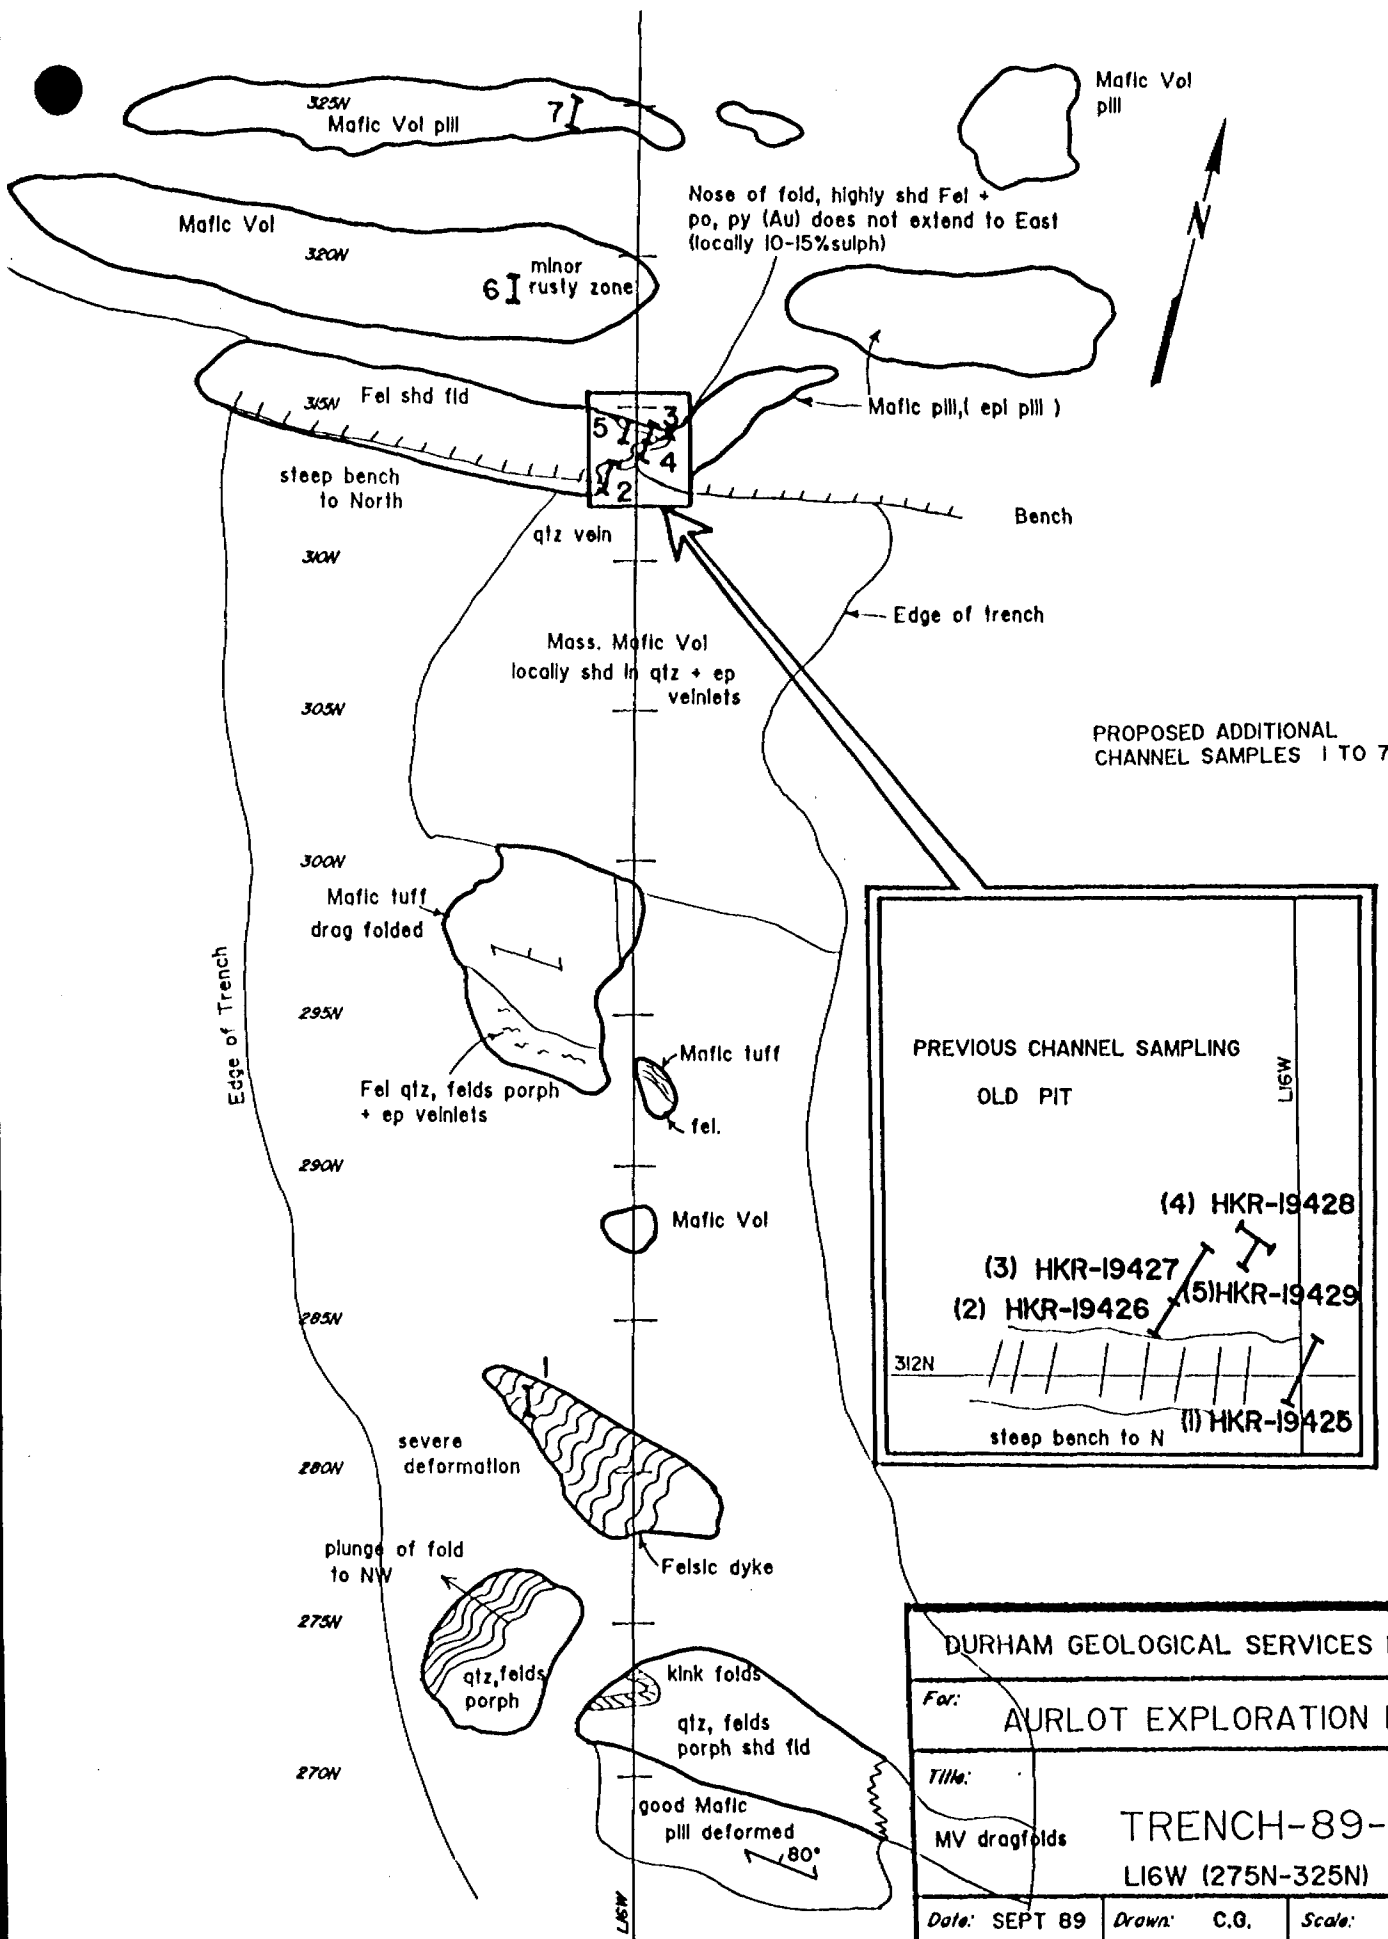 325N
Mafic Vol pill
7
Mafic Vol
pill
Nose of fold, highly shd Fel +
po, py (Au) does not extend to East
(locally 10-15% sulph)
N
Mafic Vol
320N
6
minor
rusty zone
315N
Fel shd fld
5
3
4
2
Mafic pill, ( epi pill )
steep bench
to North
qtz vein
Bench
310N
Edge of trench
Mass. Mafic Vol
locally shd in qtz + ep
veinlets
305N
PROPOSED ADDITIONAL
CHANNEL SAMPLES 1 TO 7
300N
Mafic tuff
drag folded
Edge of Trench
295N
Mafic tuff
Fel qtz, felds porph
+ ep veinlets
fel.
290N
Mafic Vol
285N
PREVIOUS CHANNEL SAMPLING
OLD PIT
L16W
(4) HKR-19428
(3) HKR-19427
(5) HKR-19429
(2) HKR-19426
312N
(1) HKR-19425
steep bench to N
1
severe
deformation
280N
Felsic dyke
plunge of fold
to NW
275N
qtz, felds
porph
kink folds
qtz, felds
porph shd fld
270N
good Mafic
pill deformed
80°
L16W
MV dragfolds
DURHAM GEOLOGICAL SERVICES
For:
AURLOT EXPLORATION
Title:
TRENCH-89-
L16W (275N-325N)
Date: SEPT 89
Drawn: C.G.
Scale: